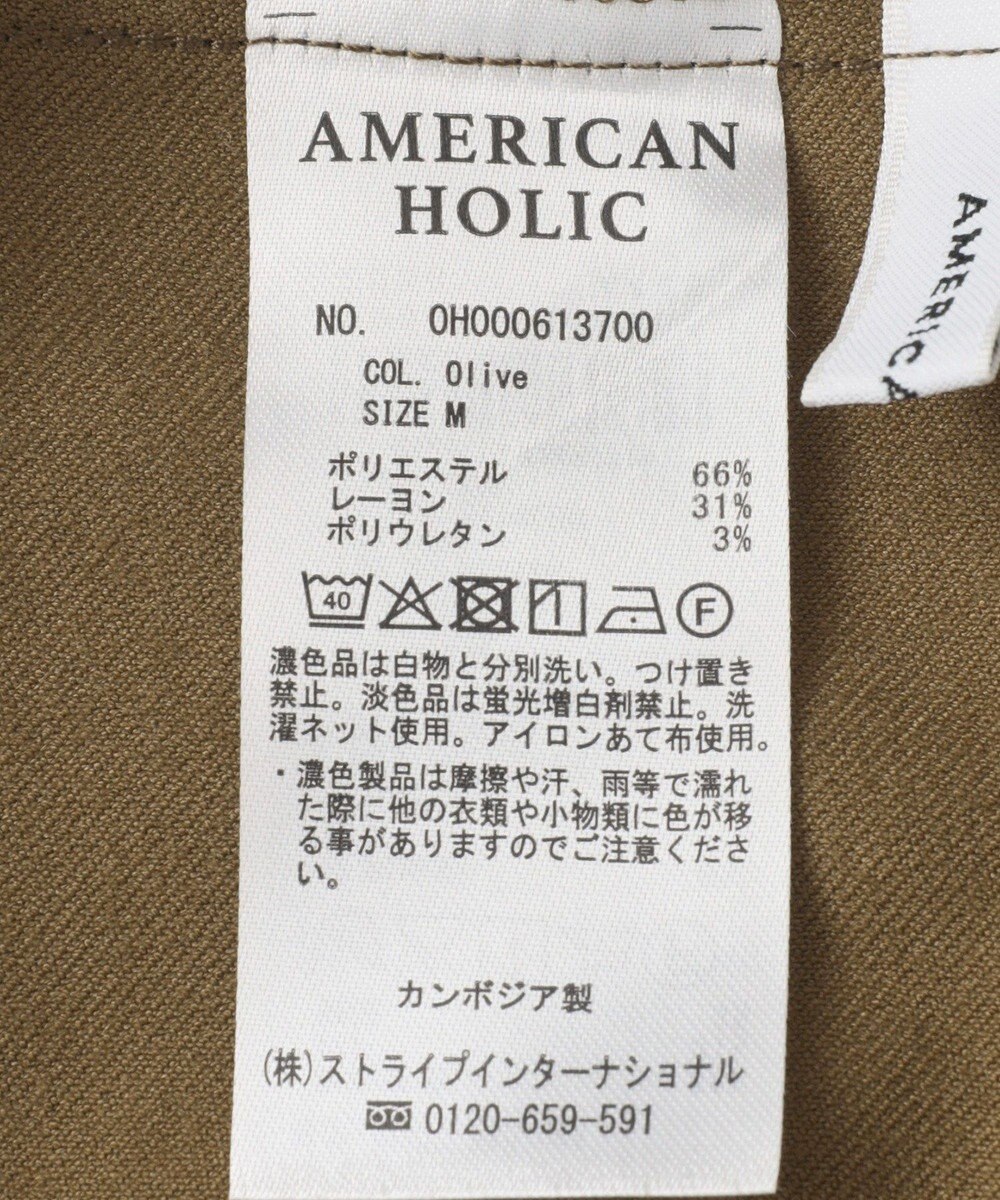 AMERICAN
HOLIC
NO. 0H000613700
COL. Olive
SIZE M
ポリエステル 66%
レーヨン 31%
ポリウレタン 3%
40
F
濃色品は白物と分別洗い。つけ置き
禁止。淡色品は蛍光増白剤禁止。洗
濯ネット使用。アイロンあて布使用。
・濃色製品は摩擦や汗、雨等で濡れ
た際に他の衣類や小物類に色が移
る事がありますのでご注意くださ
い。
カンボジア製
(株)ストライプインターナショナル
0120-659-591
AMERICA